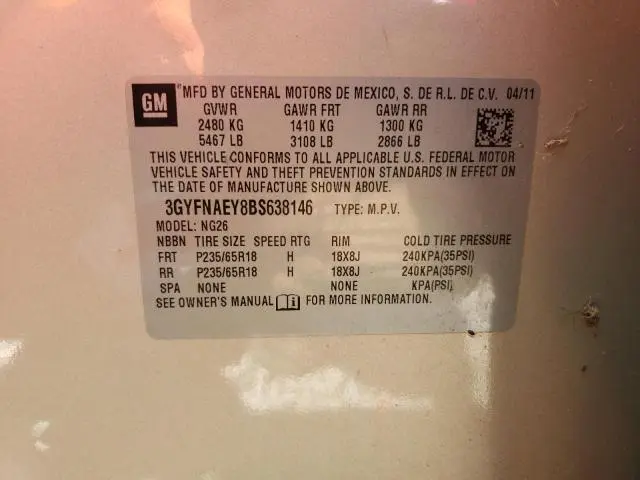 GM ®MFD BY GENERAL MOTORS DE MEXICO, S. DE R.L. DE C.V. 04/11
GVWR GAWR FRT GAWR RR
2480 KG 1410 KG 1300 KG
5467 LB 3108 LB 2866 LB
THIS VEHICLE CONFORMS TO ALL APPLICABLE U.S. FEDERAL MOTOR
VEHICLE SAFETY AND THEFT PREVENTION STANDARDS IN EFFECT ON
THE DATE OF MANUFACTURE SHOWN ABOVE.
3GYFNAEY8BS638146 TYPE: M.P.V.
MODEL: NG26
NBBN TIRE SIZE SPEED RTG RIM COLD TIRE PRESSURE
FRT P235/65R18 H 18X8J 240KPA(35PSI)
RR P235/65R18 H 18X8J 240KPA(35PSI)
SPA NONE NONE KPA(PSI)
SEE OWNER'S MANUAL FOR MORE INFORMATION.